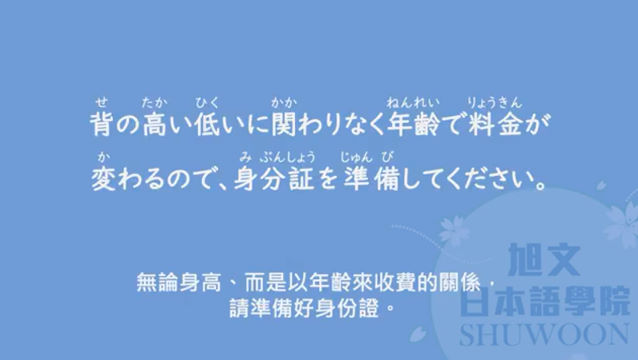 せ たか ひく かか ねんれい りょうきん
背の高い低いに関わりなく年齢で料金が
か み ぶんしょう じゅん び
変わるので、身分証を準備してください。
無論身高、而是以年齡來收費的關係，
請準備好身份證。
旭文
日本語學院
SHUWOON